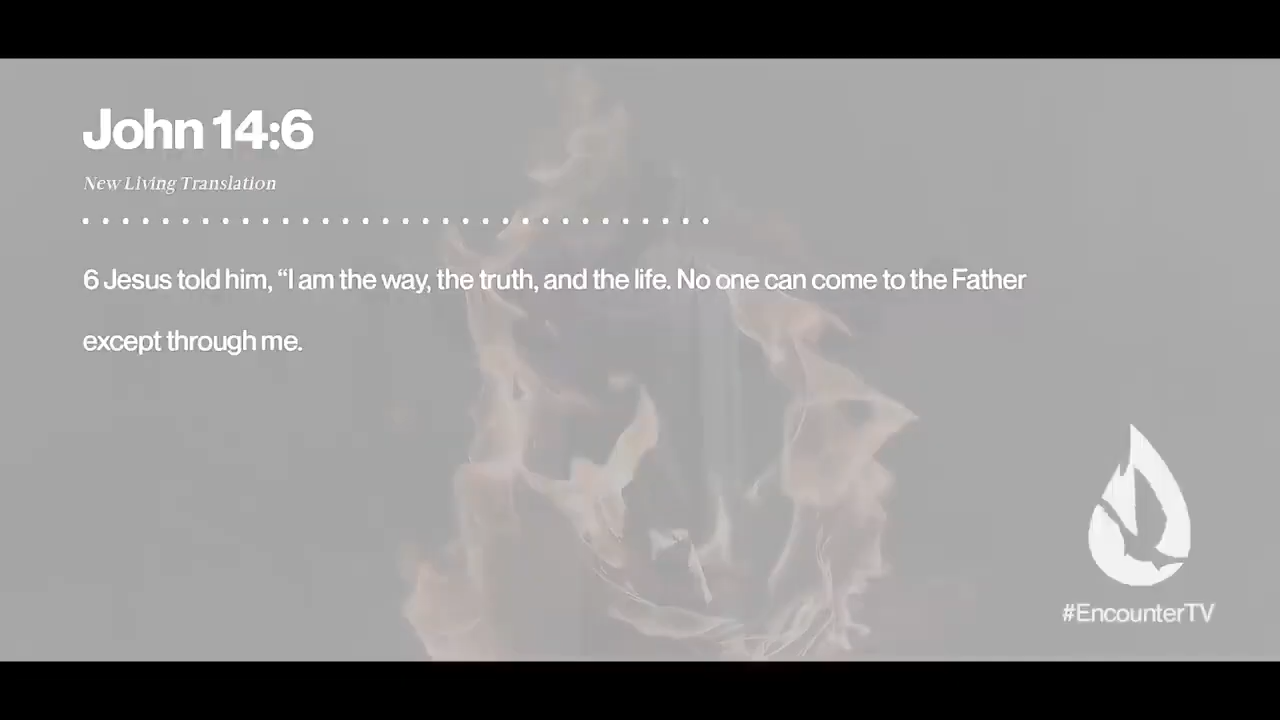 John 14:6
New Living Translation
6 Jesus told him, “I am the way, the truth, and the life. No one can come to the Father
except through me.
#EncounterTV